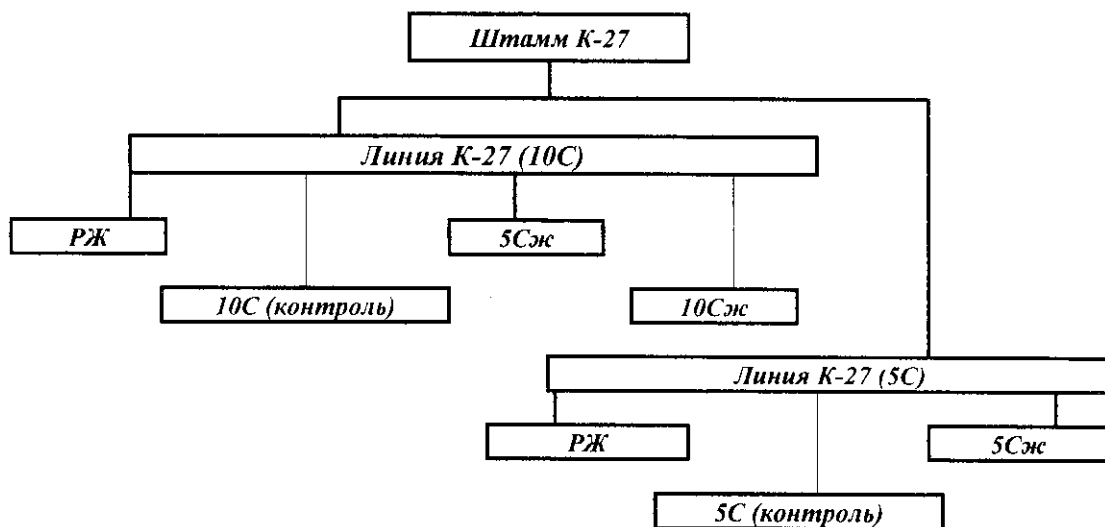 Штамм К-27
Линия К-27 (10С)
РЖ
5Сж
10С (контроль)
10Сж
Линия К-27 (5С)
РЖ
5Сж
5С (контроль)